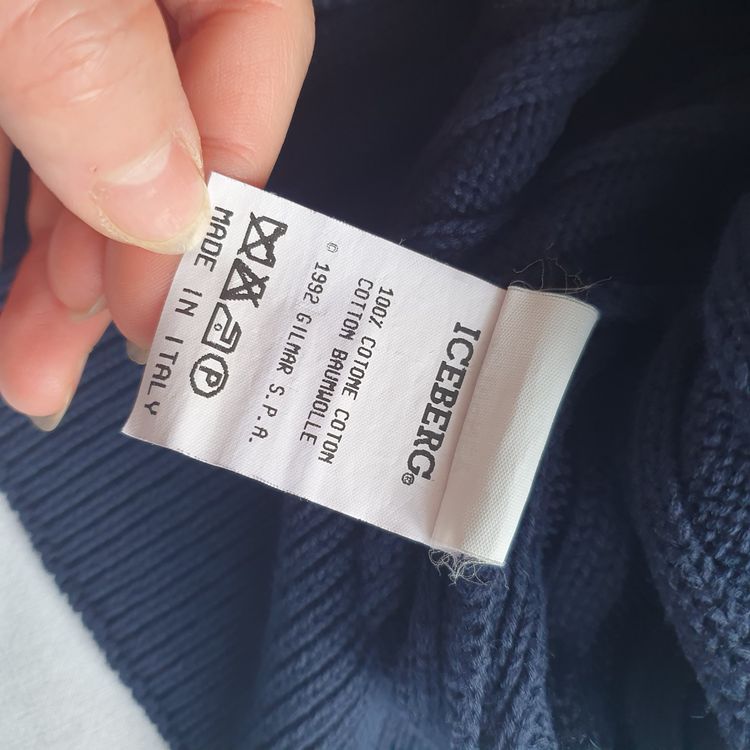 ICEBERG®
100% COTONE COTON
COTTON BAUMWOLLE
© 1992 GILMAR S.P.A.
P
MADE IN ITALY